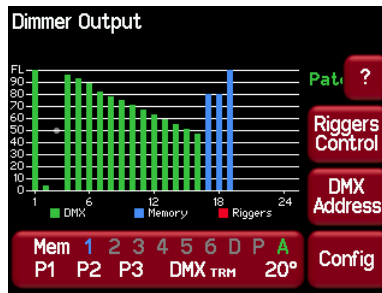 Dimmer Output
FL
90
80
70
60
50
40
30
20
10
0
1 6 12 18 24
DMX Memory Riggers
?
Riggers
Control
DMX
Address
Config
Mem 1 2 3 4 5 6 D P A
P1 P2 P3 DMX TRM 20°